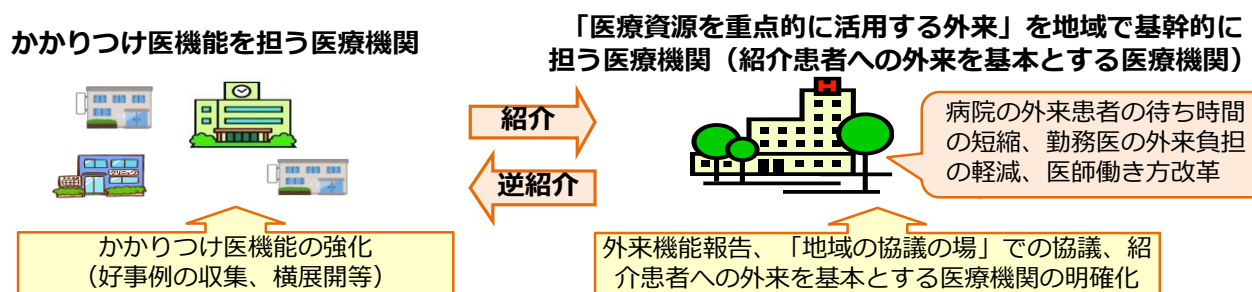 かかりつけ医機能を担う医療機関
「医療資源を重点的に活用する外来」を地域で基幹的に
担う医療機関（紹介患者への外来を基本とする医療機関）
紹介
逆紹介
病院の外来患者の待ち時間
の短縮、勤務医の外来負担
の軽減、医師働き方改革
かかりつけ医機能の強化
（好事例の収集、横展開等）
外来機能報告、「地域の協議の場」での協議、紹
介患者への外来を基本とする医療機関の明確化
H
クリニック